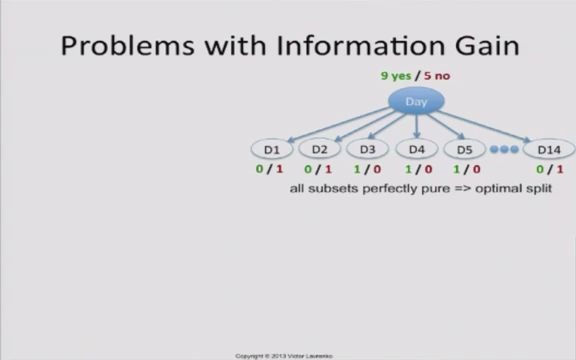 Problems with Information Gain
9 yes / 5 no
Day
D1 D2 D3 D4 D5 D14
0 / 1 0 / 1 1 / 0 1 / 0 1 / 0 0 / 1
all subsets perfectly pure => optimal split
Copyright © 2013 Victor Lavrenko